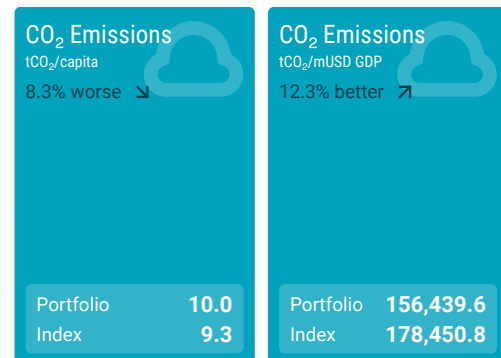 CO₂ Emissions
tCO₂/capita
8.3% worse
Portfolio 10.0
Index 9.3
CO₂ Emissions
tCO₂/mUSD GDP
12.3% better
Portfolio 156,439.6
Index 178,450.8